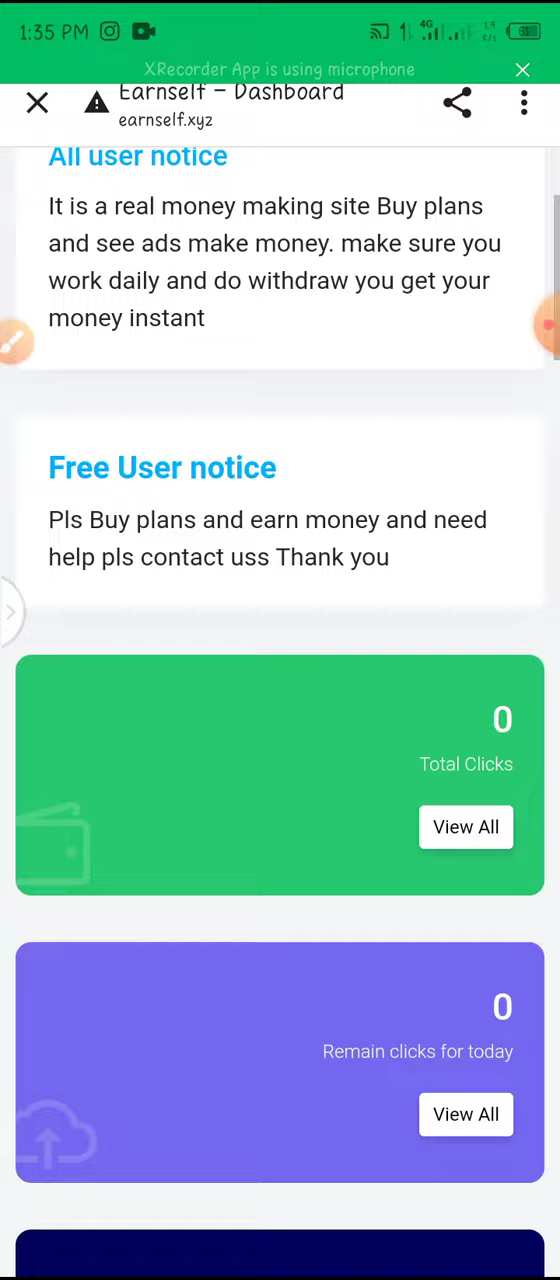 1:35 PM
4G
XRecorder App is using microphone
Earnself – Dashboard
earnself.xyz
All user notice
It is a real money making site Buy plans
and see ads make money. make sure you
work daily and do withdraw you get your
money instant
Free User notice
Pls Buy plans and earn money and need
help pls contact uss Thank you
0
Total Clicks
View All
0
Remain clicks for today
View All